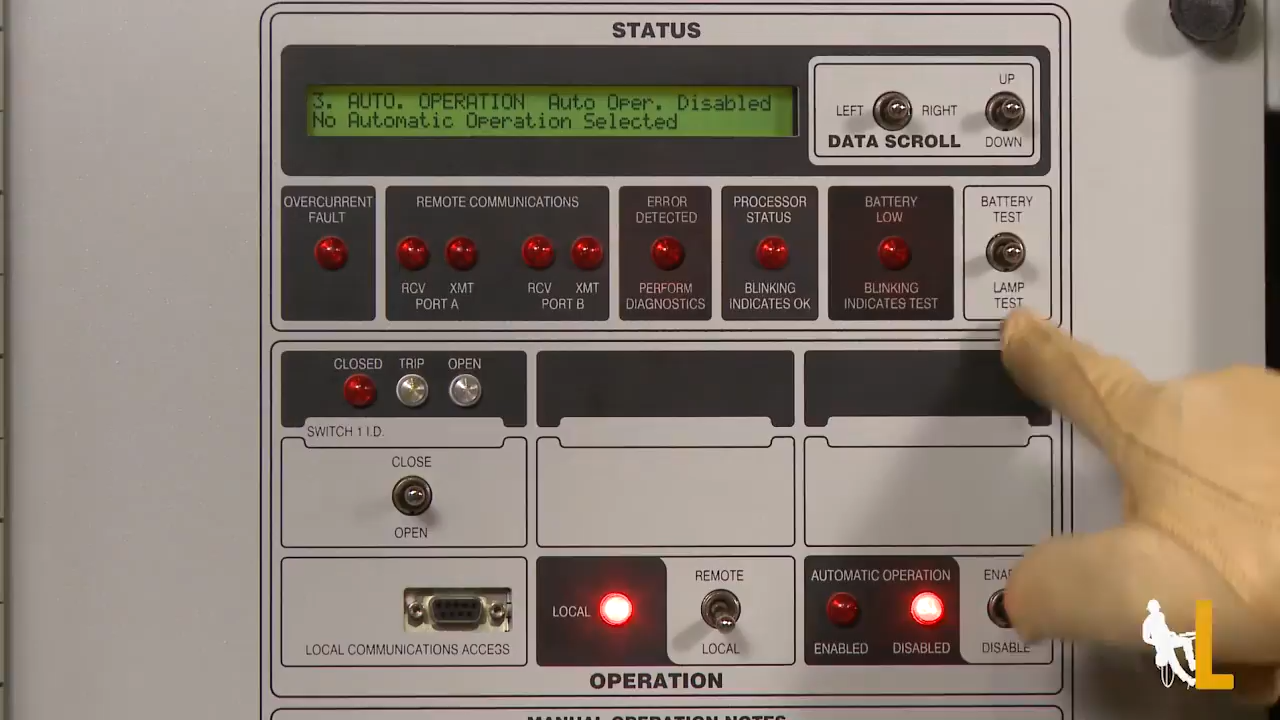 STATUS
3. AUTO. OPERATION Auto Oper. Disabled
No Automatic Operation Selected
LEFT
RIGHT
UP
DOWN
DATA SCROLL
OVERCURRENT
FAULT
REMOTE COMMUNICATIONS
RCV
XMT
PORT A
RCV
XMT
PORT B
ERROR
DETECTED
PERFORM
DIAGNOSTICS
PROCESSOR
STATUS
BLINKING
INDICATES OK
BATTERY
LOW
BLINKING
INDICATES TEST
BATTERY
TEST
LAMP
TEST
CLOSED
TRIP
OPEN
SWITCH 1 I.D.
CLOSE
OPEN
LOCAL COMMUNICATIONS ACCESS
LOCAL
REMOTE
LOCAL
AUTOMATIC OPERATION
ENABLED
DISABLED
DISABLE
OPERATION
MANUAL OPERATION NOTES
L